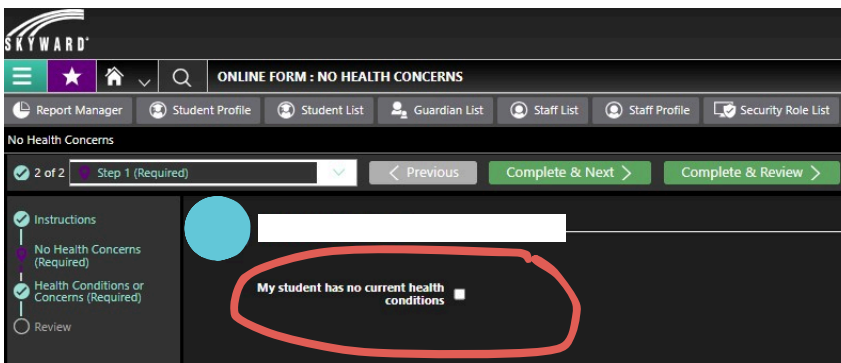 SKYWARD
ONLINE FORM : NO HEALTH CONCERNS
Report Manager Student Profile Student List Guardian List Staff List Staff Profile Security Role List
No Health Concerns
2 of 2 Step 1 (Required) Previous Complete & Next Complete & Review
Instructions
No Health Concerns
(Required)
Health Conditions or
Concerns (Required)
Review
My student has no current health
conditions